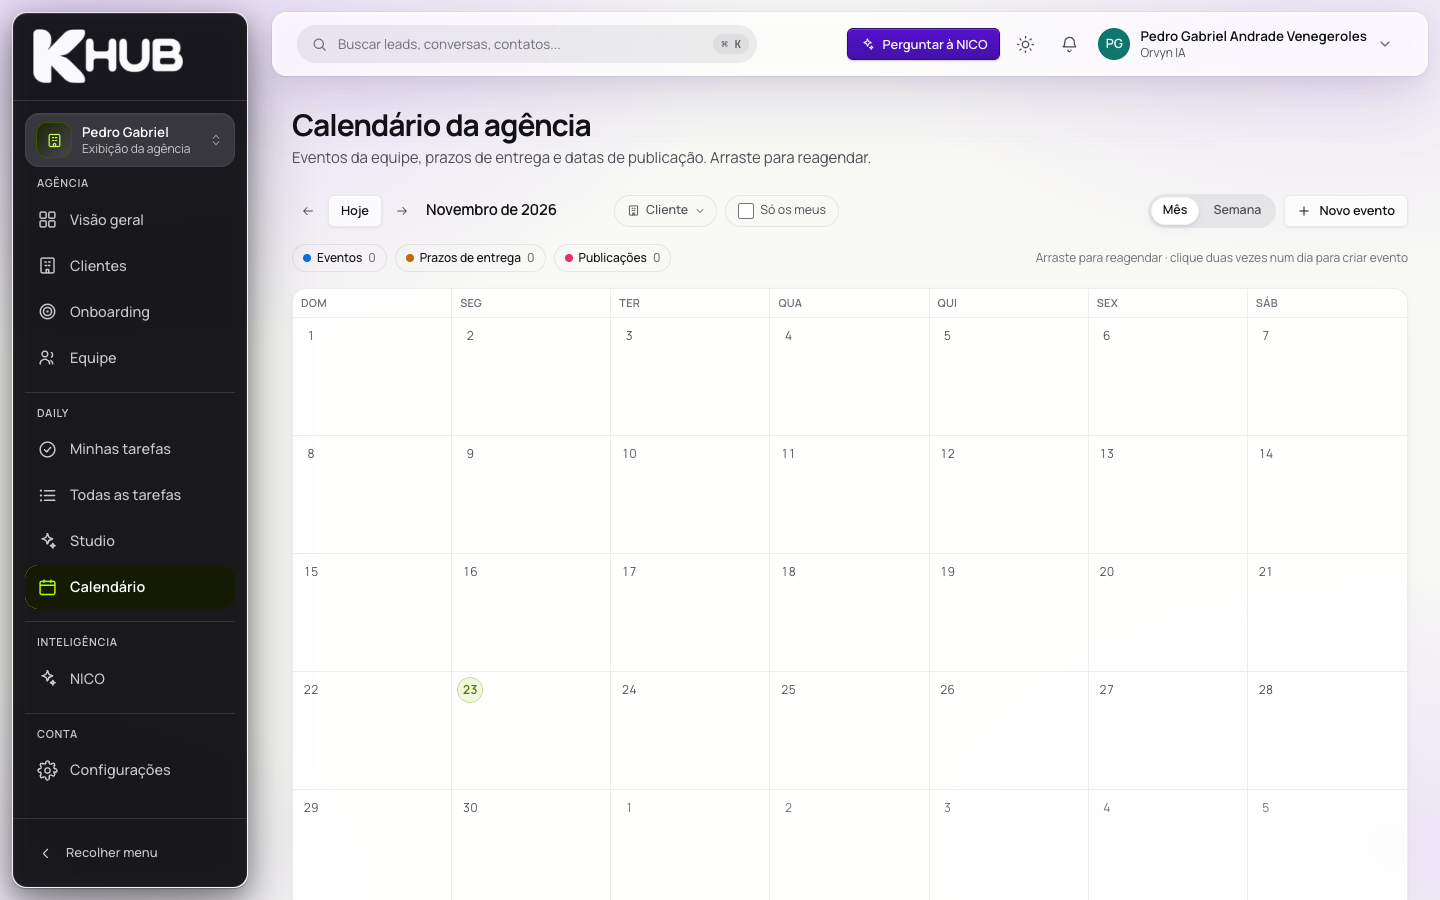 KHUB
Pedro Gabriel
Exibição da agência
AGÊNCIA
Visão geral
Clientes
Onboarding
Equipe
DAILY
Minhas tarefas
Todas as tarefas
Studio
Calendário
INTELIGÊNCIA
NICO
CONTA
Configurações
Recolher menu
Buscar leads, conversas, contatos...
⌘ K
Perguntar à NICO
PG
Pedro Gabriel Andrade Venegeroles
Orvyn IA
Calendário da agência
Eventos da equipe, prazos de entrega e datas de publicação. Arraste para reagendar.
← Hoje → Novembro de 2026
Cliente
Só os meus
Mês Semana
Novo evento
Eventos 0
Prazos de entrega 0
Publicações 0
Arraste para reagendar · clique duas vezes num dia para criar evento
DOM SEG TER QUA QUI SEX SÁB
1 2 3 4 5 6 7
8 9 10 11 12 13 14
15 16 17 18 19 20 21
22 23 24 25 26 27 28
29 30 1 2 3 4 5